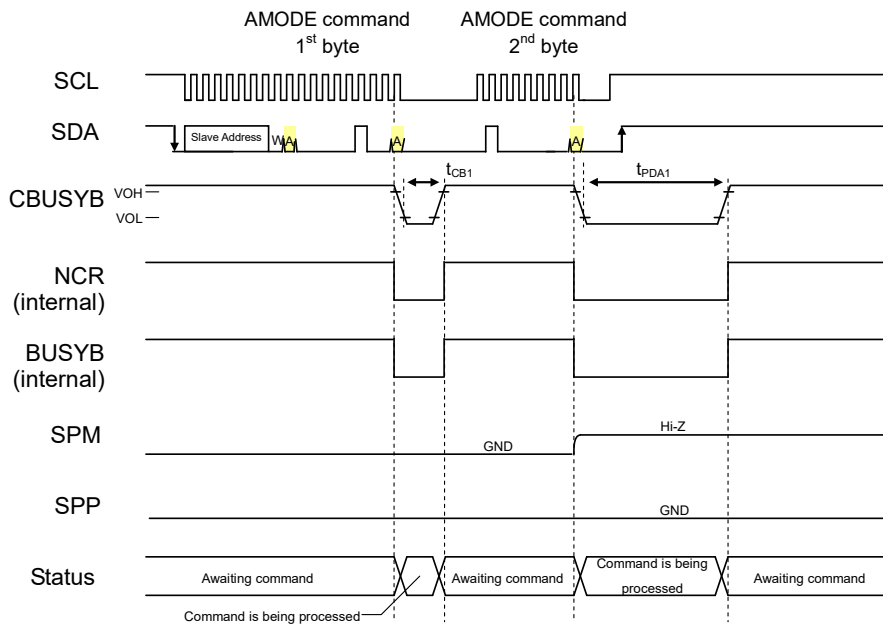 AMODE command
1st byte
AMODE command
2nd byte
SCL
SDA
Slave Address
W
A
A
A
tCB1
tPDA1
CBUSYB
VOH
VOL
NCR
(internal)
BUSYB
(internal)
SPM
GND
Hi-Z
SPP
GND
Status
Awaiting command
Awaiting command
Command is being
processed
Awaiting command
Command is being processed